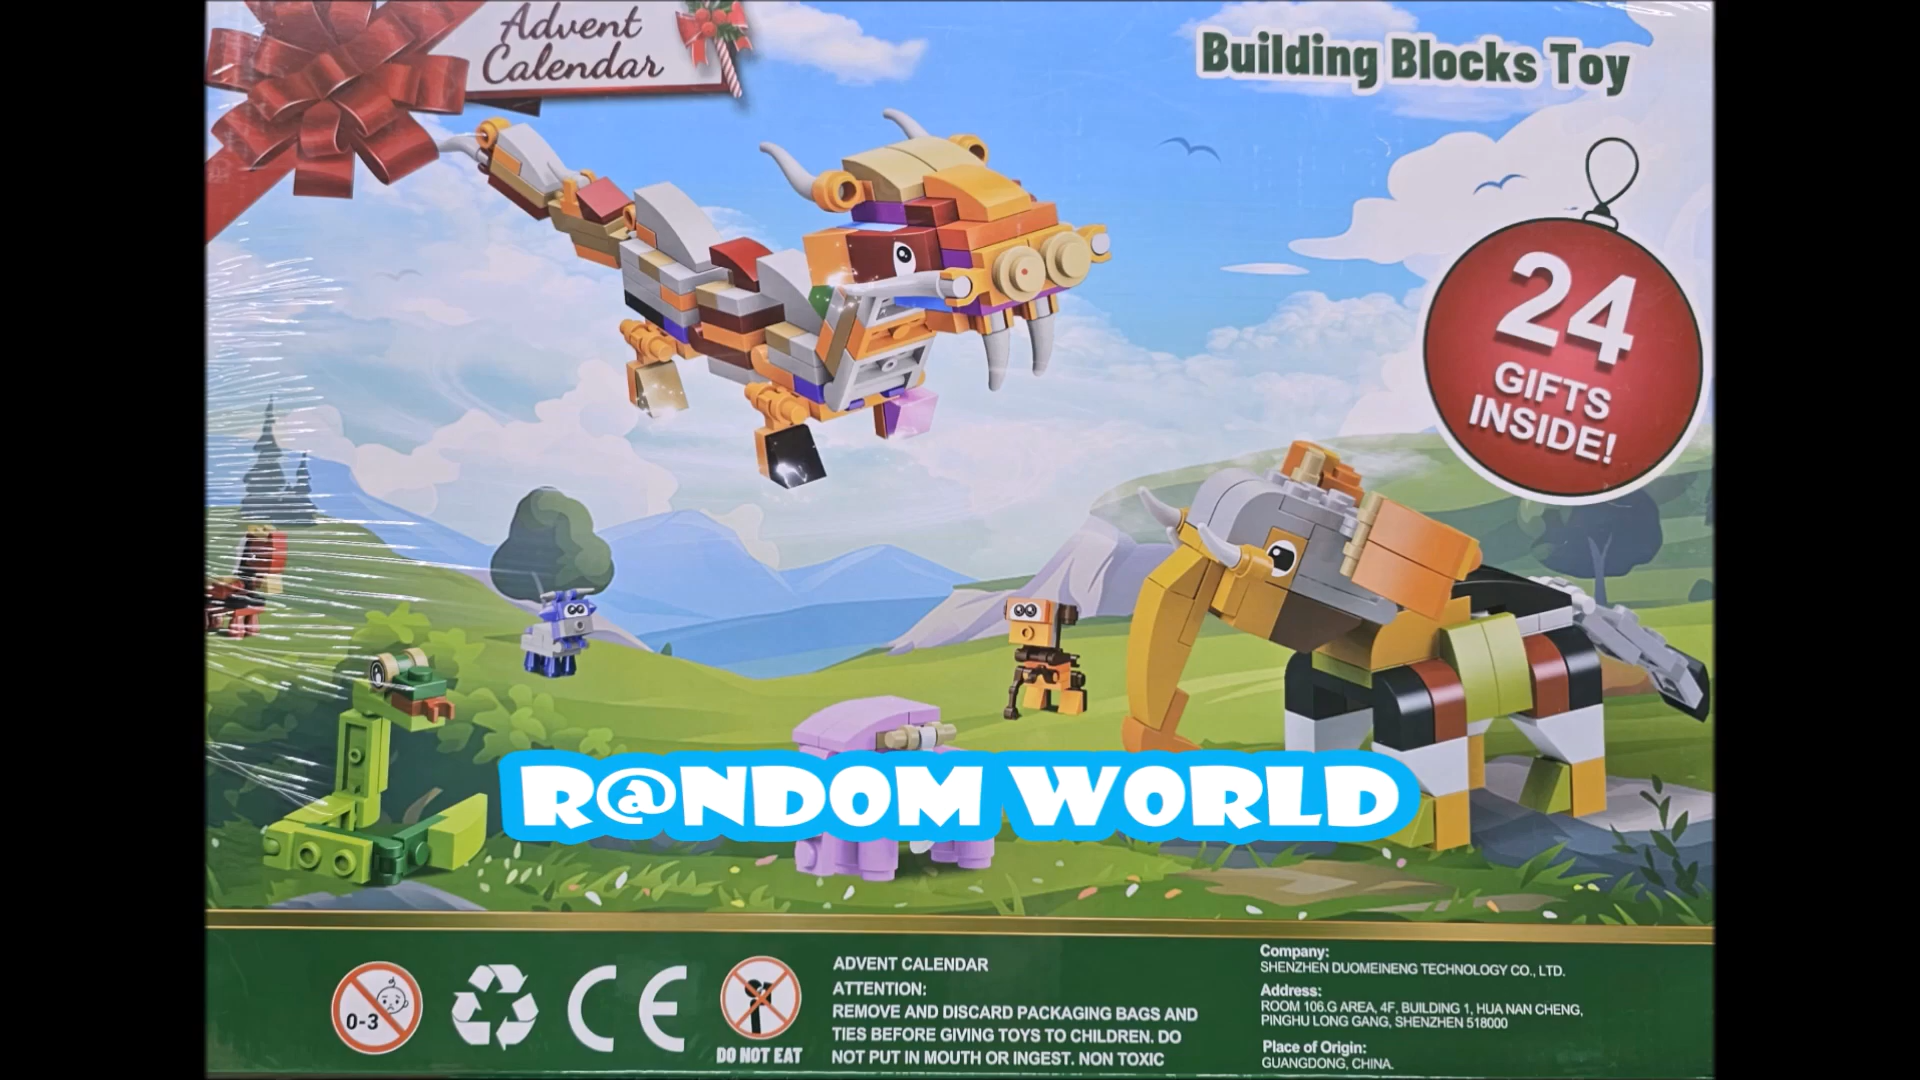 Advent
Calendar
Building Blocks Toy
24
GIFTS
INSIDE!
R@NDOM WORLD
0-3
CE
DO NOT EAT
ADVENT CALENDAR
ATTENTION:
REMOVE AND DISCARD PACKAGING BAGS AND
TIES BEFORE GIVING TOYS TO CHILDREN. DO
NOT PUT IN MOUTH OR INGEST. NON TOXIC
Company:
SHENZHEN DUOMEINENG TECHNOLOGY CO., LTD.
Address:
ROOM 106.G AREA, 4F, BUILDING 1, HUA NAN CHENG,
PINGHU LONG GANG, SHENZHEN 518000
Place of Origin:
GUANGDONG, CHINA.